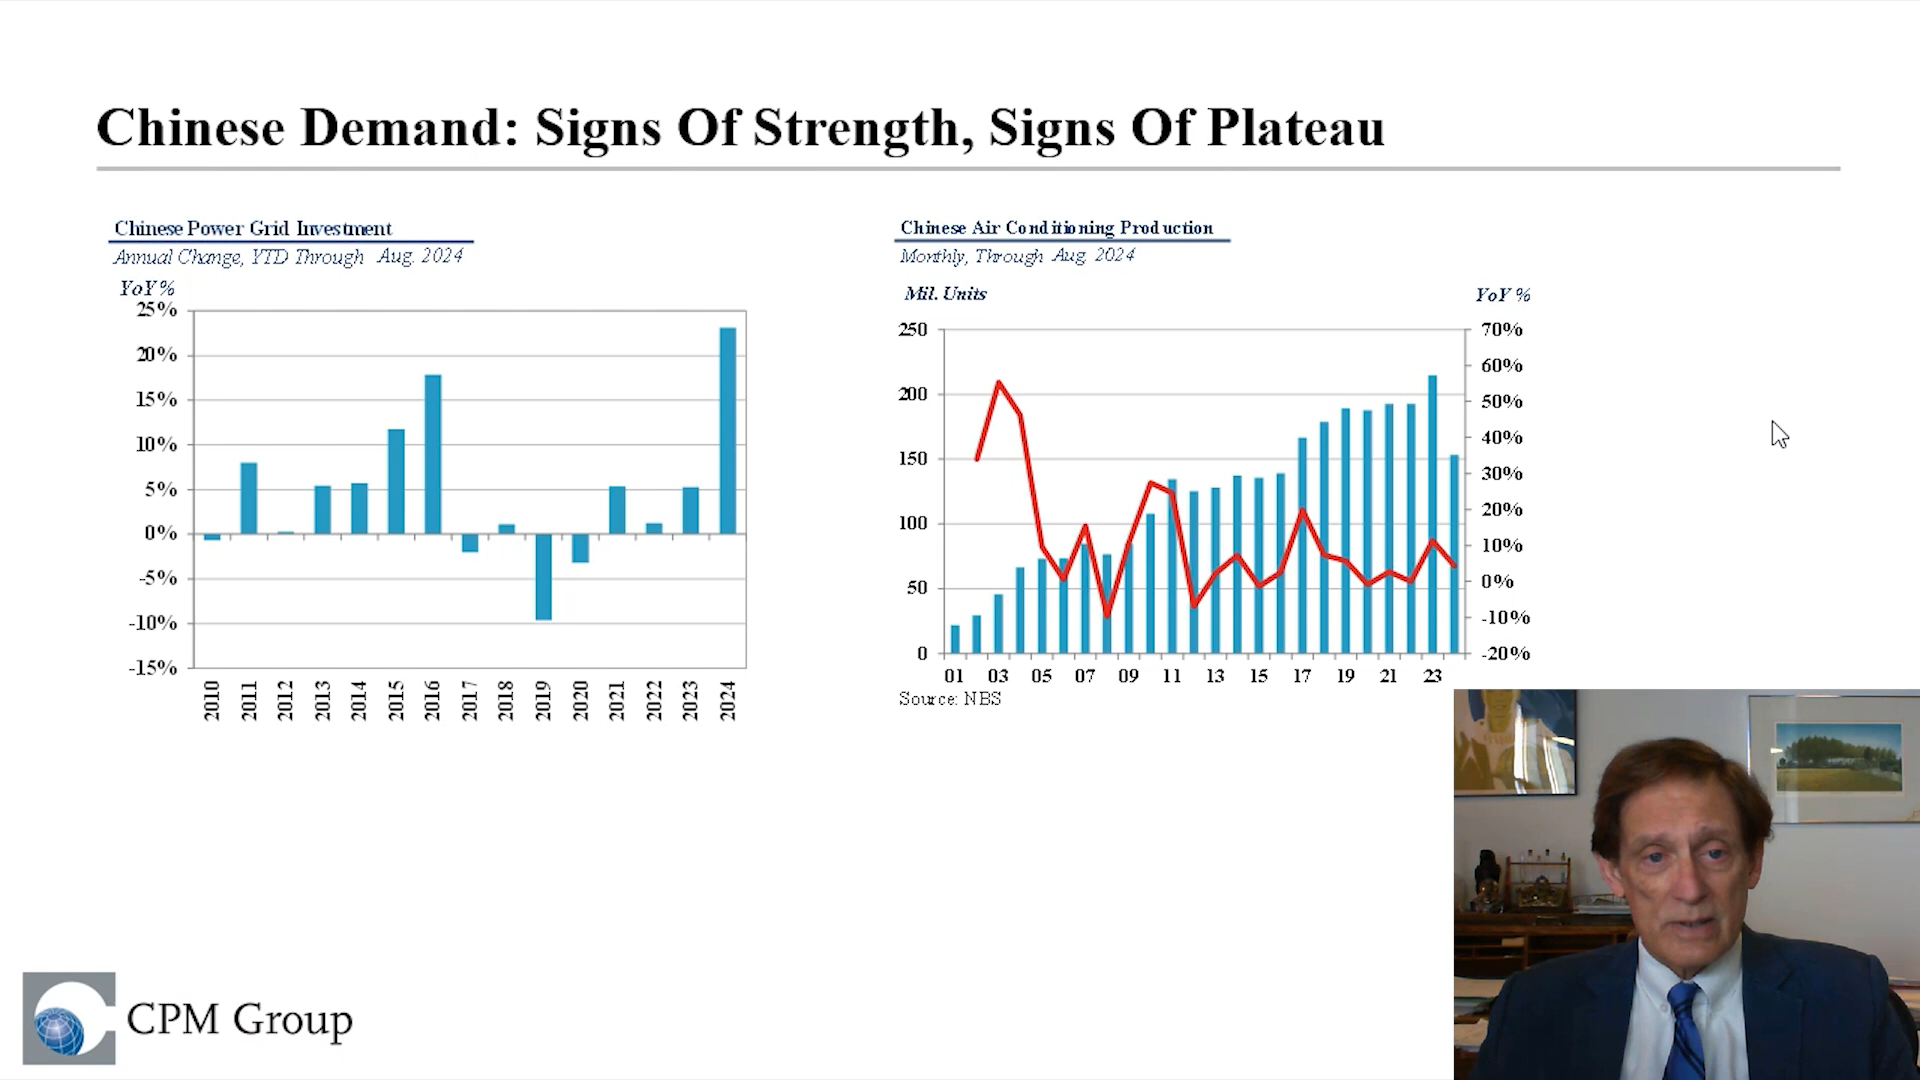 Chinese Demand: Signs Of Strength, Signs Of Plateau
Chinese Power Grid Investment
Annual Change, YTD Through Aug. 2024
YoY %
25%
20%
15%
10%
5%
0%
-5%
-10%
-15%
2010 2011 2012 2013 2014 2015 2016 2017 2018 2019 2020 2021 2022 2023 2024
Chinese Air Conditioning Production
Monthly, Through Aug. 2024
Mil. Units
YoY %
250
200
150
100
50
0
70%
60%
50%
40%
30%
20%
10%
0%
-10%
-20%
01 03 05 07 09 11 13 15 17 19 21 23
Source: NBS
CPM Group